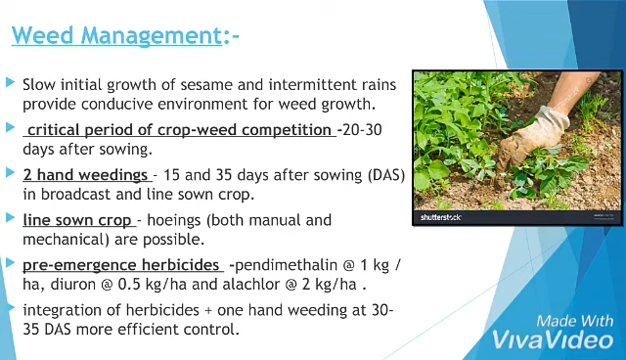 Weed Management:-
Slow initial growth of sesame and intermittent rains
provide conducive environment for weed growth.
critical period of crop-weed competition -20-30
days after sowing.
2 hand weedings - 15 and 35 days after sowing (DAS)
in broadcast and line sown crop.
line sown crop - hoeings (both manual and
mechanical) are possible.
pre-emergence herbicides -pendimethalin @ 1 kg /
ha, diuron @ 0.5 kg/ha and alachlor @ 2 kg/ha .
integration of herbicides + one hand weeding at 30-
35 DAS more efficient control.
shutterstock
Made With
VivaVideo